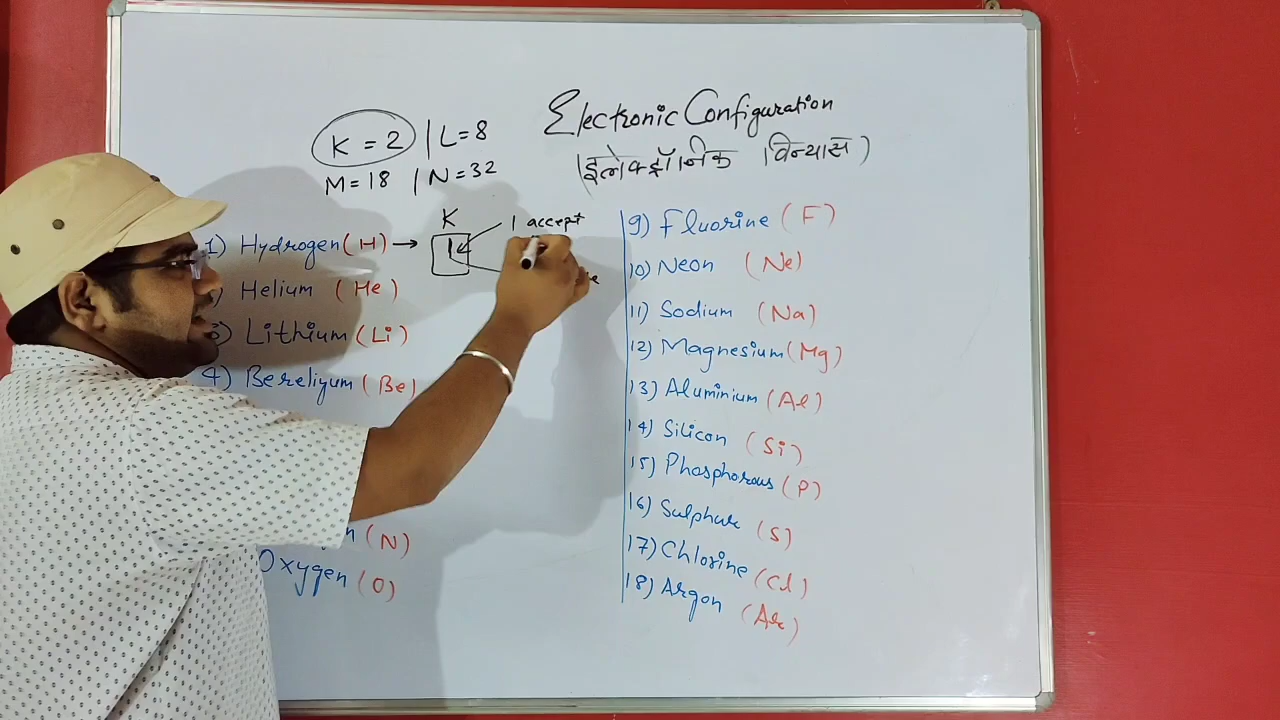 Electronic Configuration
(इलेक्ट्रॉनिक विन्यास)
K = 2 | L = 8
M = 18 | N = 32
K
1 accept
1) Hydrogen (H) → 1
Helium (He)
3) Lithium (Li)
4) Bereliyum (Be)
(N)
Oxygen (O)
9) Fluorine (F)
10) Neon (Ne)
11) Sodium (Na)
12) Magnesium (Mg)
13) Aluminium (Al)
14) Silicon (Si)
15) Phosphorous (P)
16) Sulphur (S)
17) Chlorine (Cl)
18) Argon (Ar)